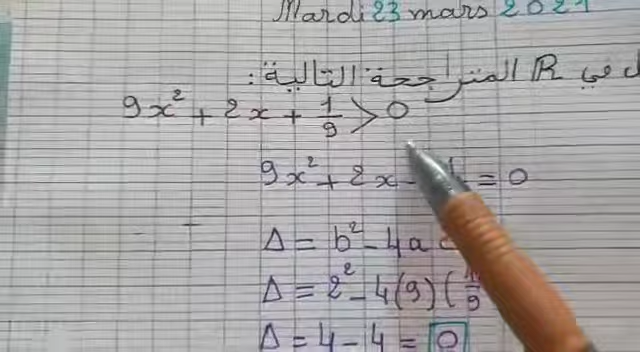 Mardi 23 mars 2021
في R المتراجحة التالية :
9x² + 2x + 1/9 > 0
9x² + 2x = 0
Δ = b² - 4a
Δ = 2² - 4(9)(1/9
Δ = 4 - 4 = 0